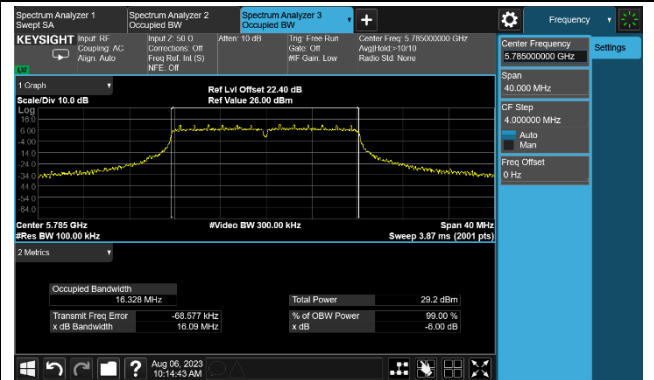 Spectrum Analyzer 1
Swept SA
Spectrum Analyzer 2
Occupied BW
Spectrum Analyzer 3
Occupied BW
Frequency
KEYSIGHT
Input: RF
Coupling: AC
Align: Auto
Input Z: 50 Ω
Corrections: Off
Freq Ref: Int (S)
NFE: Off
Atten: 10 dB
Trig: Free Run
Gate: Off
#IF Gain: Low
Center Freq: 5.785000000 GHz
Avg|Hold:>10/10
Radio Std: None
Center Frequency
5.785000000 GHz
Settings
Span
40.000 MHz
CF Step
4.000000 MHz
Auto
Man
Freq Offset
0 Hz
1 Graph
Scale/Div 10.0 dB
Ref Lvl Offset 22.40 dB
Ref Value 26.00 dBm
Log
16.0
6.00
-4.00
-14.0
-24.0
-34.0
-44.0
-54.0
-64.0
Center 5.785 GHz
#Res BW 100.00 kHz
#Video BW 300.00 kHz
Span 40 MHz
Sweep 3.87 ms (2001 pts)
2 Metrics
Occupied Bandwidth
16.328 MHz
Total Power 29.2 dBm
Transmit Freq Error -68.577 kHz
% of OBW Power 99.00 %
x dB Bandwidth 16.09 MHz
x dB -6.00 dB
Aug 06, 2023
10:14:43 AM